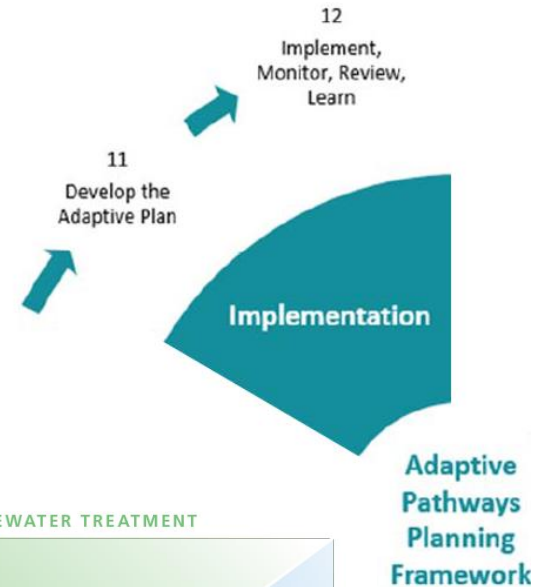 12
Implement,
Monitor, Review,
Learn
11
Develop the
Adaptive Plan
Implementation
Adaptive
Pathways
Planning
Framework
EWATER TREATMENT